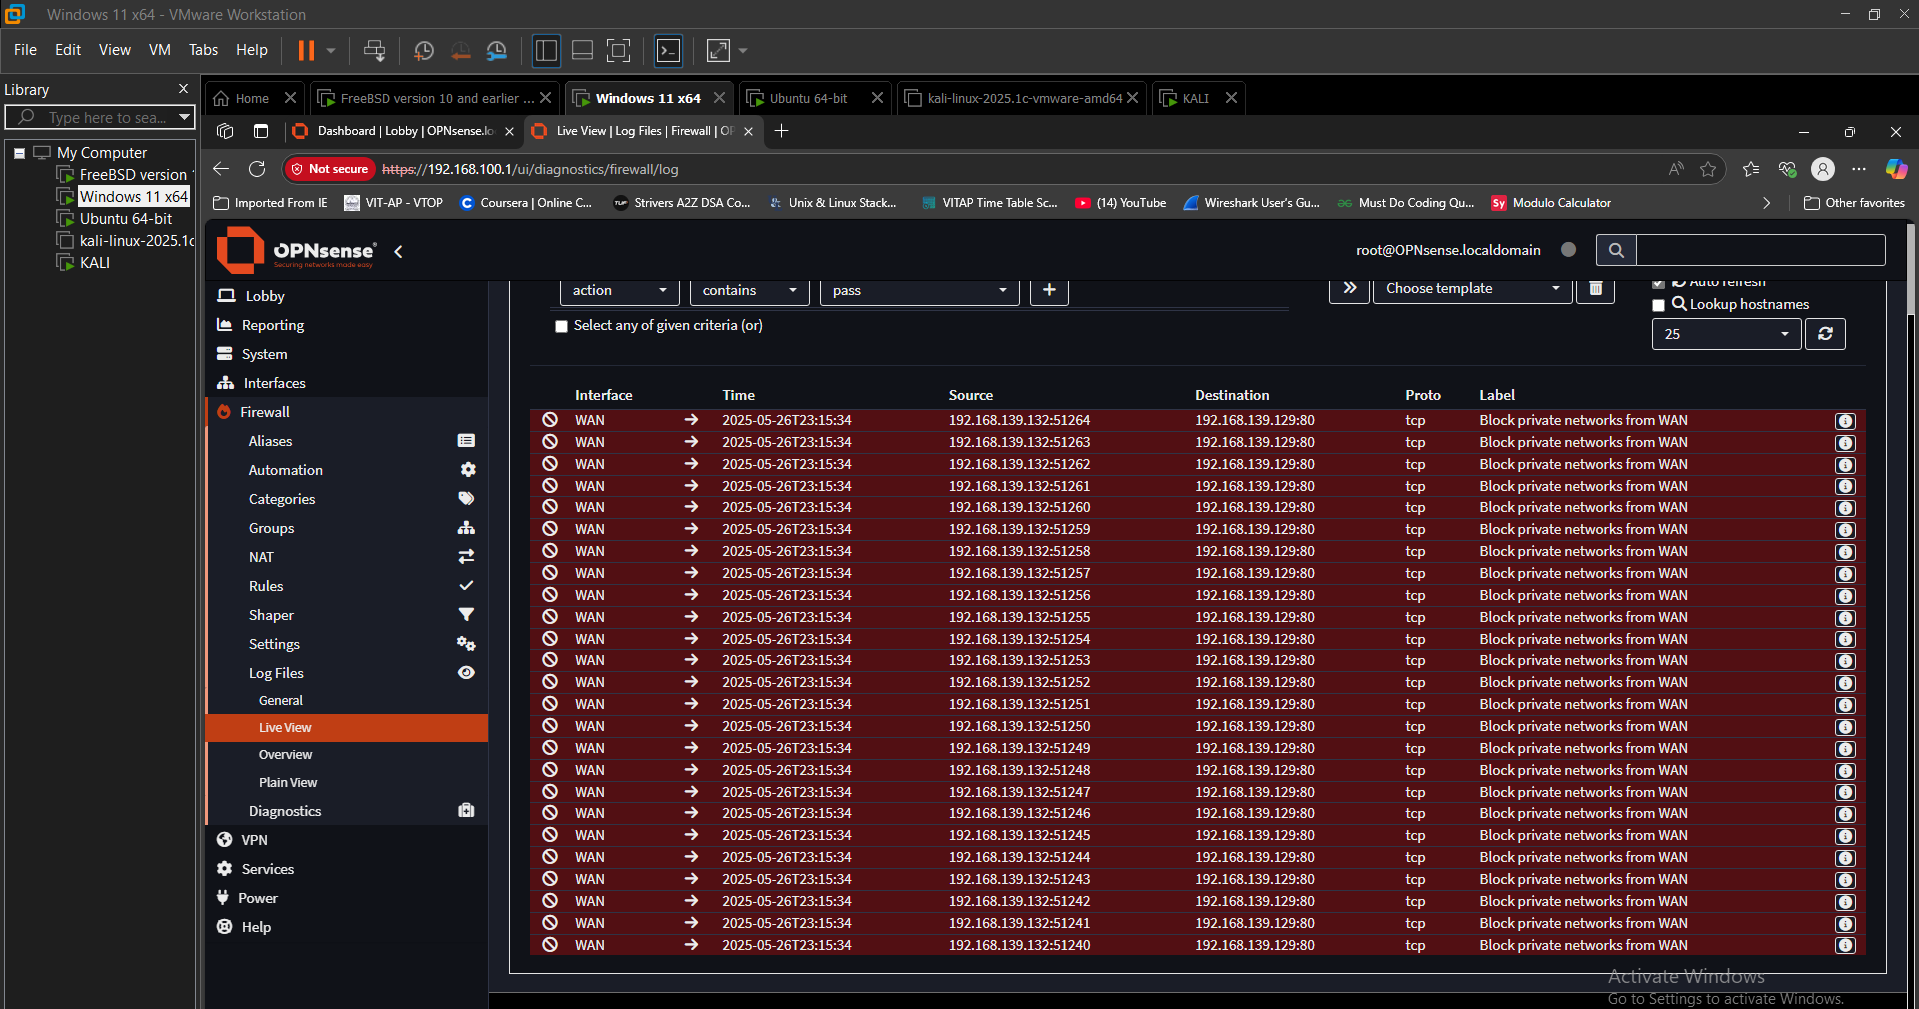 Windows 11 x64 - VMware Workstation
File Edit View VM Tabs Help
Library
Type here to sea...
My Computer
FreeBSD version
Windows 11 x64
Ubuntu 64-bit
kali-linux-2025.1c
KALI
Home
FreeBSD version 10 and earlier ...
Windows 11 x64
Ubuntu 64-bit
kali-linux-2025.1c-vmware-amd64
KALI
Dashboard | Lobby | OPNsense.lo
Live View | Log Files | Firewall | OP
Not secure https://192.168.100.1/ui/diagnostics/firewall/log
Imported From IE
VIT-AP - VTOP
Coursera | Online C...
Strivers A2Z DSA Co...
Unix & Linux Stack...
VITAP Time Table Sc...
(14) YouTube
Wireshark User's Gu...
Must Do Coding Qu...
Sy Modulo Calculator
Other favorites
OPNsense®
Securing networks made easy
root@OPNsense.localdomain
Lobby
Reporting
System
Interfaces
Firewall
Aliases
Automation
Categories
Groups
NAT
Rules
Shaper
Settings
Log Files
General
Live View
Overview
Plain View
Diagnostics
VPN
Services
Power
Help
action contains pass
Choose template
Auto refresh
Select any of given criteria (or)
Lookup hostnames
25
Interface Time Source Destination Proto Label
WAN 2025-05-26T23:15:34 192.168.139.132:51264 192.168.139.129:80 tcp Block private networks from WAN
WAN 2025-05-26T23:15:34 192.168.139.132:51263 192.168.139.129:80 tcp Block private networks from WAN
WAN 2025-05-26T23:15:34 192.168.139.132:51262 192.168.139.129:80 tcp Block private networks from WAN
WAN 2025-05-26T23:15:34 192.168.139.132:51261 192.168.139.129:80 tcp Block private networks from WAN
WAN 2025-05-26T23:15:34 192.168.139.132:51260 192.168.139.129:80 tcp Block private networks from WAN
WAN 2025-05-26T23:15:34 192.168.139.132:51259 192.168.139.129:80 tcp Block private networks from WAN
WAN 2025-05-26T23:15:34 192.168.139.132:51258 192.168.139.129:80 tcp Block private networks from WAN
WAN 2025-05-26T23:15:34 192.168.139.132:51257 192.168.139.129:80 tcp Block private networks from WAN
WAN 2025-05-26T23:15:34 192.168.139.132:51256 192.168.139.129:80 tcp Block private networks from WAN
WAN 2025-05-26T23:15:34 192.168.139.132:51255 192.168.139.129:80 tcp Block private networks from WAN
WAN 2025-05-26T23:15:34 192.168.139.132:51254 192.168.139.129:80 tcp Block private networks from WAN
WAN 2025-05-26T23:15:34 192.168.139.132:51253 192.168.139.129:80 tcp Block private networks from WAN
WAN 2025-05-26T23:15:34 192.168.139.132:51252 192.168.139.129:80 tcp Block private networks from WAN
WAN 2025-05-26T23:15:34 192.168.139.132:51251 192.168.139.129:80 tcp Block private networks from WAN
WAN 2025-05-26T23:15:34 192.168.139.132:51250 192.168.139.129:80 tcp Block private networks from WAN
WAN 2025-05-26T23:15:34 192.168.139.132:51249 192.168.139.129:80 tcp Block private networks from WAN
WAN 2025-05-26T23:15:34 192.168.139.132:51248 192.168.139.129:80 tcp Block private networks from WAN
WAN 2025-05-26T23:15:34 192.168.139.132:51247 192.168.139.129:80 tcp Block private networks from WAN
WAN 2025-05-26T23:15:34 192.168.139.132:51246 192.168.139.129:80 tcp Block private networks from WAN
WAN 2025-05-26T23:15:34 192.168.139.132:51245 192.168.139.129:80 tcp Block private networks from WAN
WAN 2025-05-26T23:15:34 192.168.139.132:51244 192.168.139.129:80 tcp Block private networks from WAN
WAN 2025-05-26T23:15:34 192.168.139.132:51243 192.168.139.129:80 tcp Block private networks from WAN
WAN 2025-05-26T23:15:34 192.168.139.132:51242 192.168.139.129:80 tcp Block private networks from WAN
WAN 2025-05-26T23:15:34 192.168.139.132:51241 192.168.139.129:80 tcp Block private networks from WAN
WAN 2025-05-26T23:15:34 192.168.139.132:51240 192.168.139.129:80 tcp Block private networks from WAN
Activate Windows
Go to Settings to activate Windows.